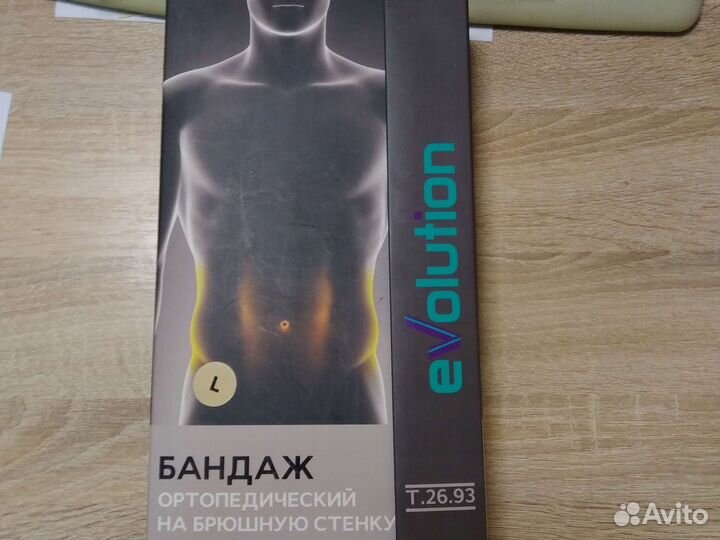 evolution
L
БАНДАЖ
ОРТОПЕДИЧЕСКИЙ
НА БРЮШНУЮ СТЕНКУ
Т.26.93
Avito